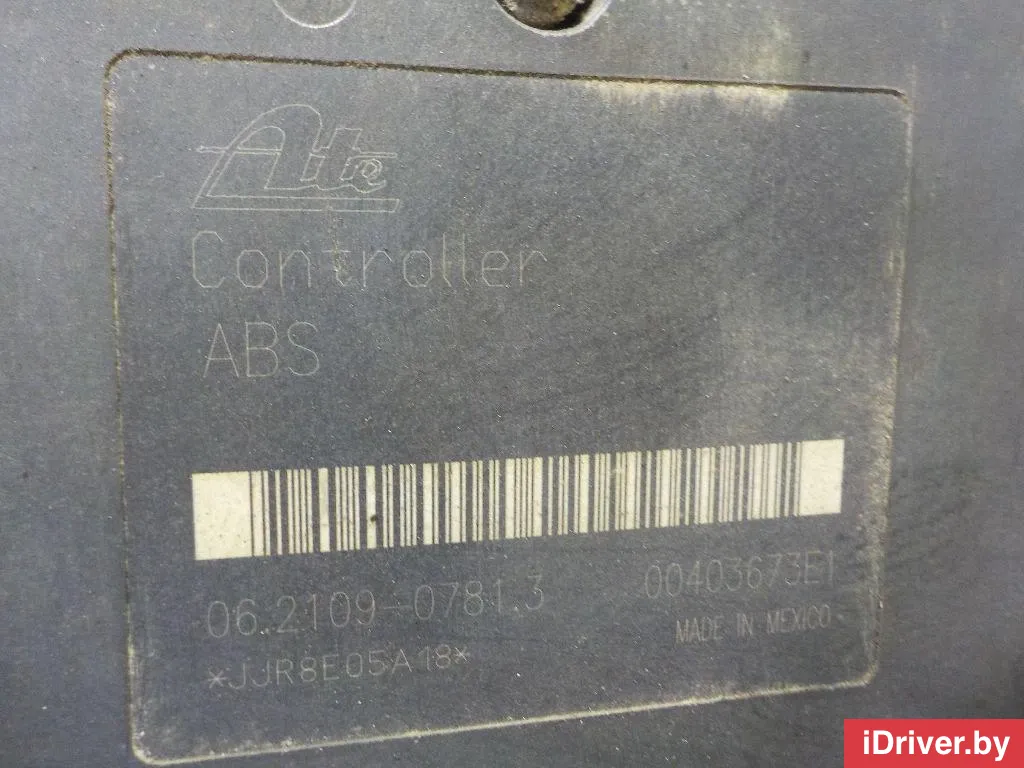 Ate
Controller
ABS
06.2109-0781.3 00403673E1
MADE IN MEXICO
*JJR8E05A18*
iDriver.by